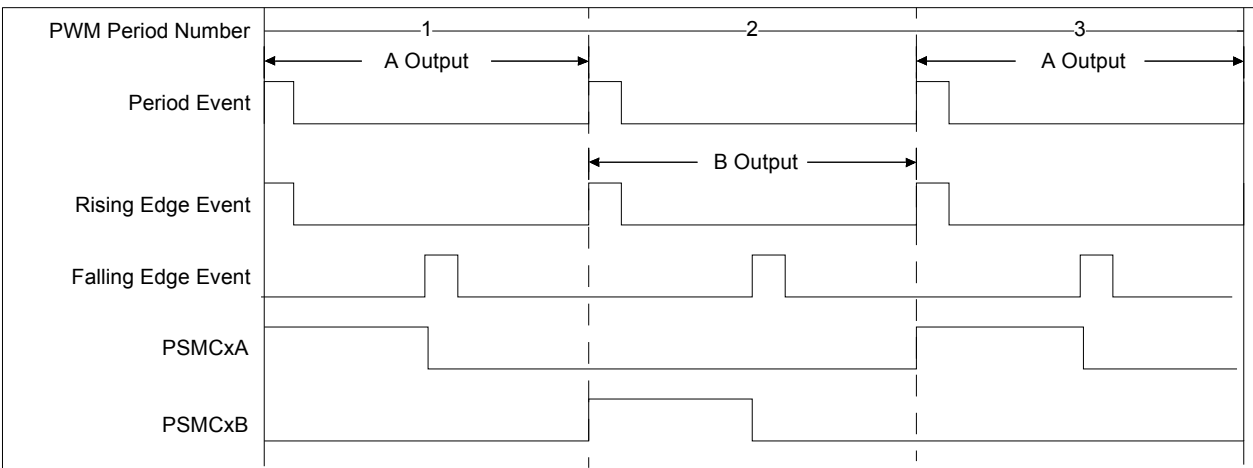 PWM Period Number
1
2
3
A Output
A Output
Period Event
B Output
Rising Edge Event
Falling Edge Event
PSMCxA
PSMCxB